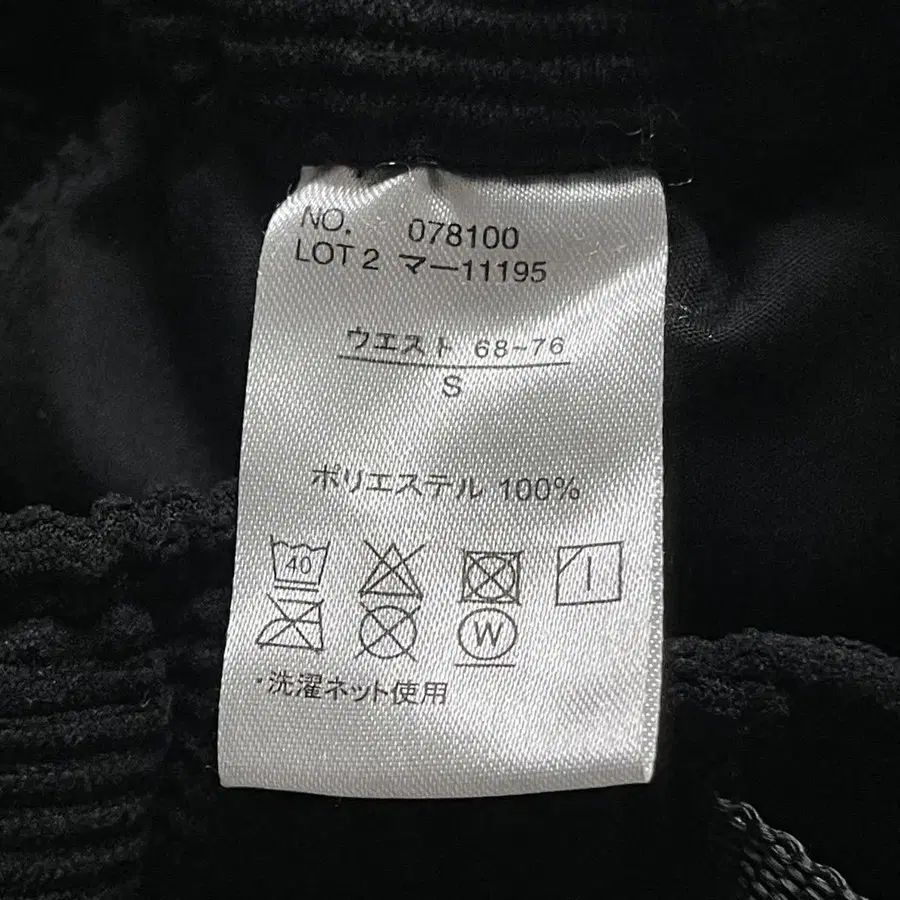 NO. 078100
LOT 2 マー11195
ウエスト 68~76
S
ポリエステル 100%
40
W
・洗濯ネット使用